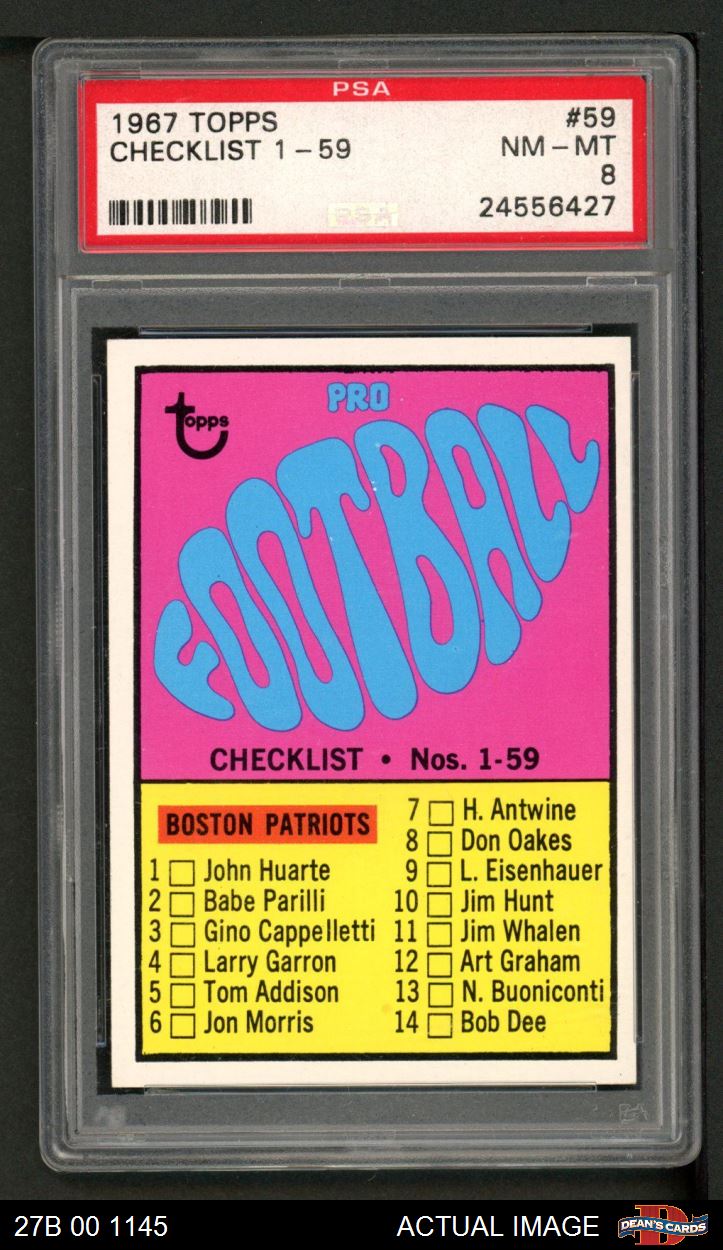 PSA
1967 TOPPS #59
CHECKLIST 1-59 NM-MT
8
24556427
PSA
Topps
PRO
FOOTBALL
CHECKLIST • Nos. 1-59
BOSTON PATRIOTS
1 John Huarte
2 Babe Parilli
3 Gino Cappelletti
4 Larry Garron
5 Tom Addison
6 Jon Morris
7 H. Antwine
8 Don Oakes
9 L. Eisenhauer
10 Jim Hunt
11 Jim Whalen
12 Art Graham
13 N. Buoniconti
14 Bob Dee
27B 00 1145 ACTUAL IMAGE DEAN'S CARDS